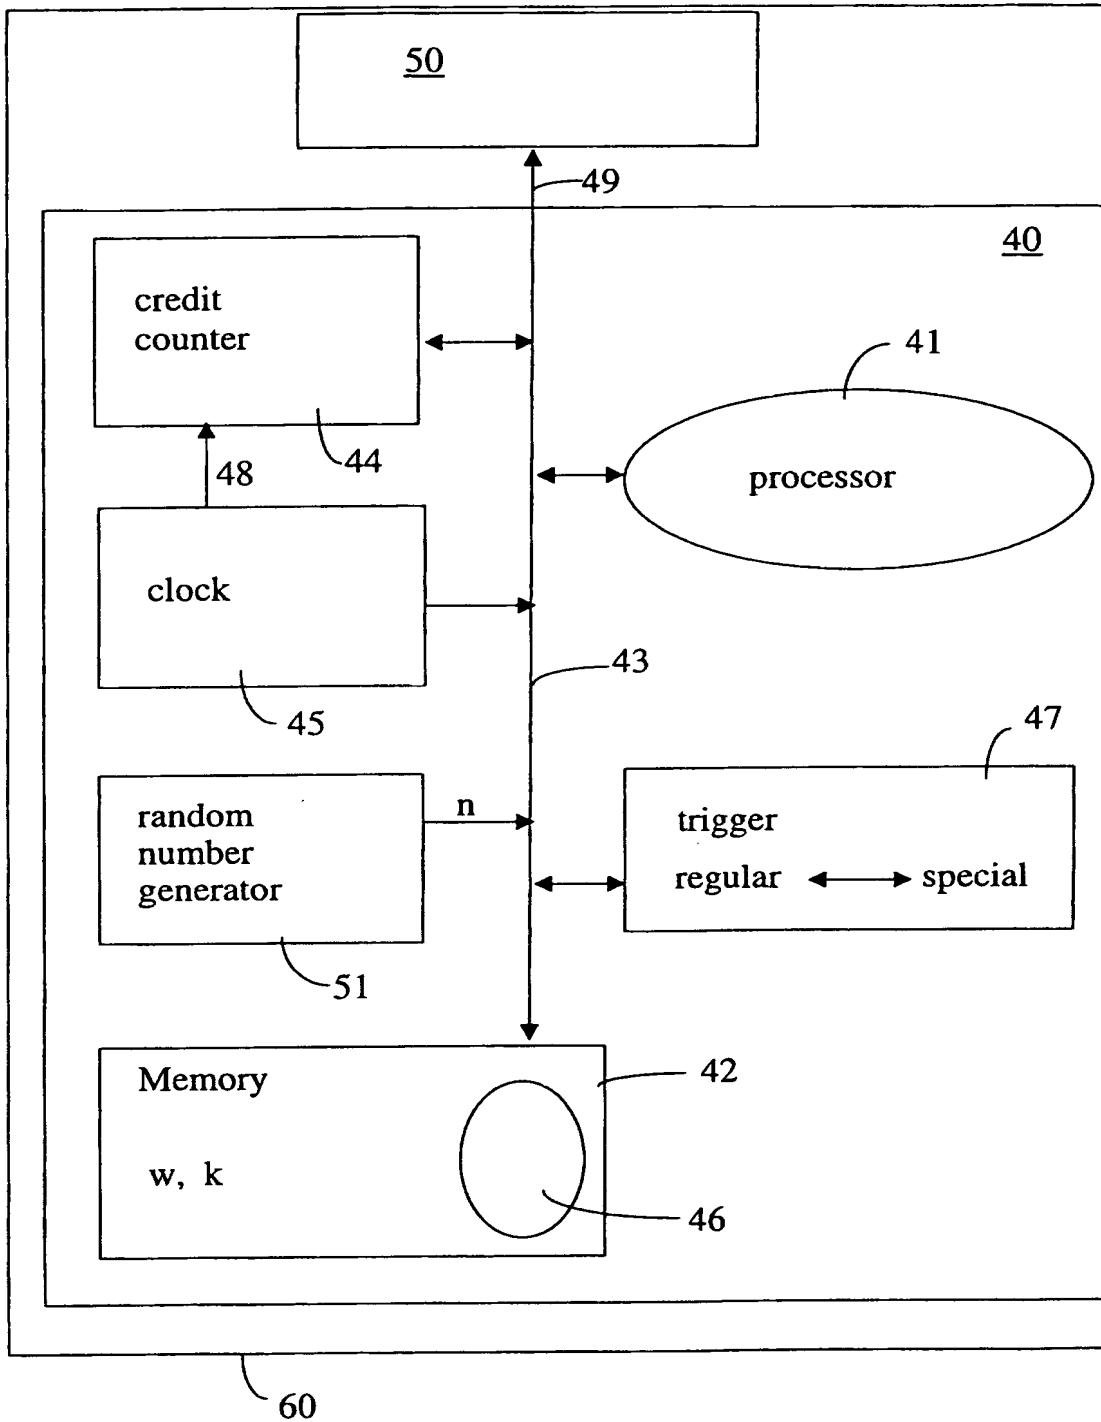 50
49
40
credit
counter
41
44
48
processor
clock
43
45
47
random
number
generator
n
trigger
regular special
51
Memory
42
w, k
46
60